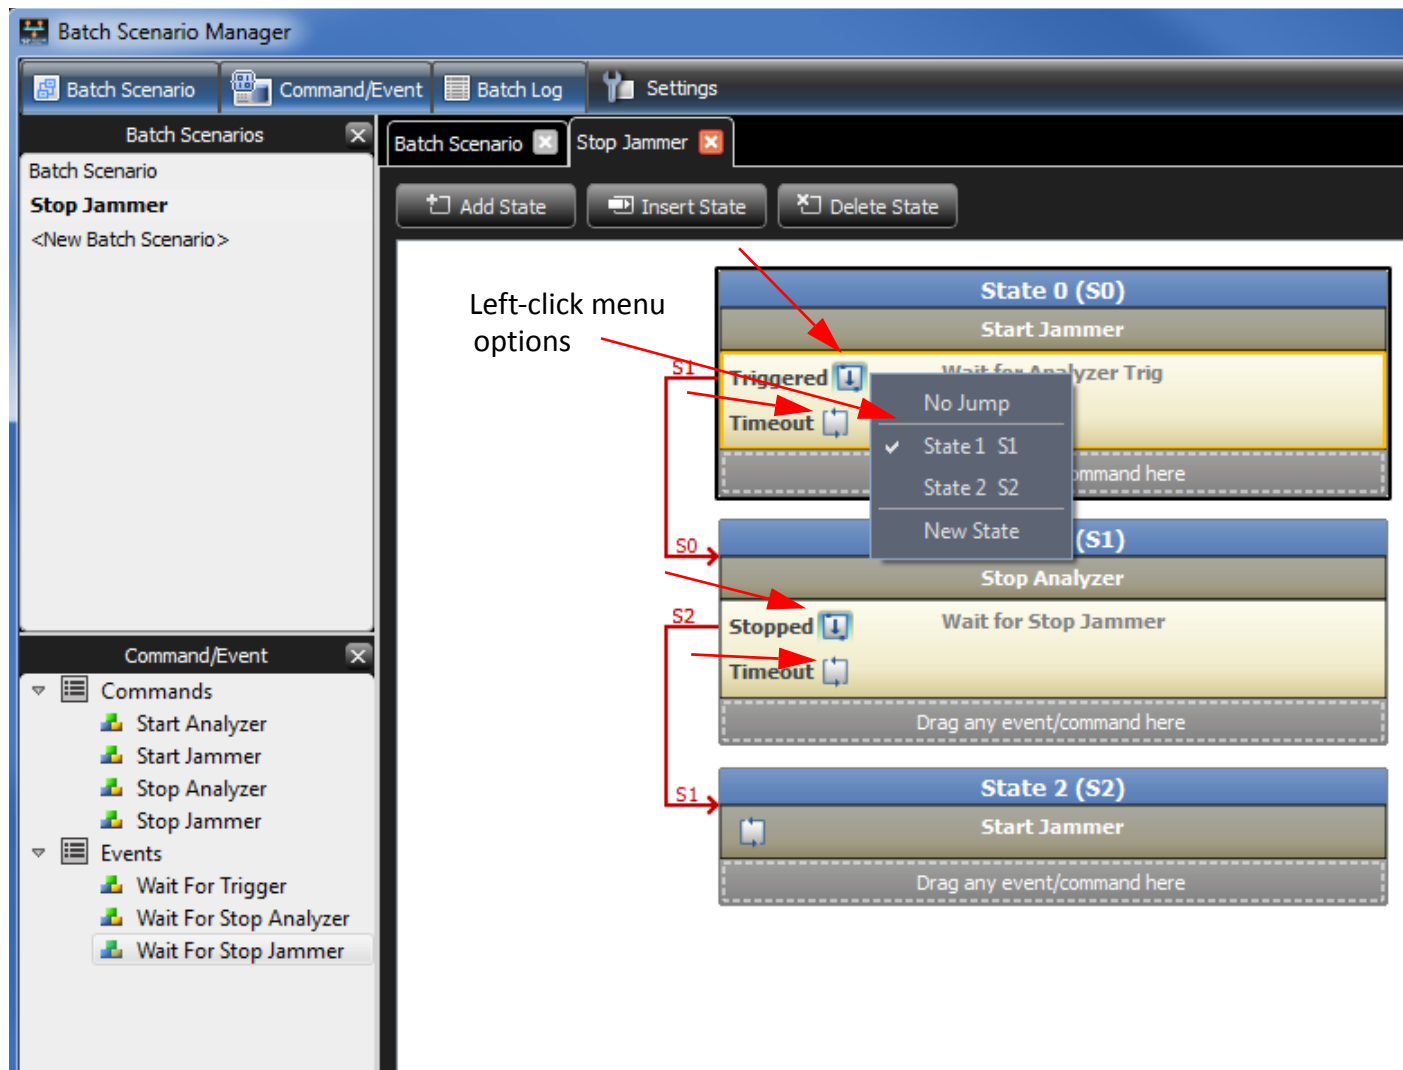 Batch Scenario Manager
Batch Scenario
Command/Event
Batch Log
Settings
Batch Scenarios
Batch Scenario
Stop Jammer
<New Batch Scenario>
Command/Event
Commands
Start Analyzer
Start Jammer
Stop Analyzer
Stop Jammer
Events
Wait For Trigger
Wait For Stop Analyzer
Wait For Stop Jammer
Batch Scenario
Stop Jammer
Add State
Insert State
Delete State
Left-click menu
options
State 0 (S0)
Start Jammer
S1
Triggered
Wait for Analyzer Trig
Timeout
No Jump
State 1 S1
State 2 S2
New State
command here
S0
(S1)
Stop Analyzer
S2
Stopped
Wait for Stop Jammer
Timeout
Drag any event/command here
S1
State 2 (S2)
Start Jammer
Drag any event/command here